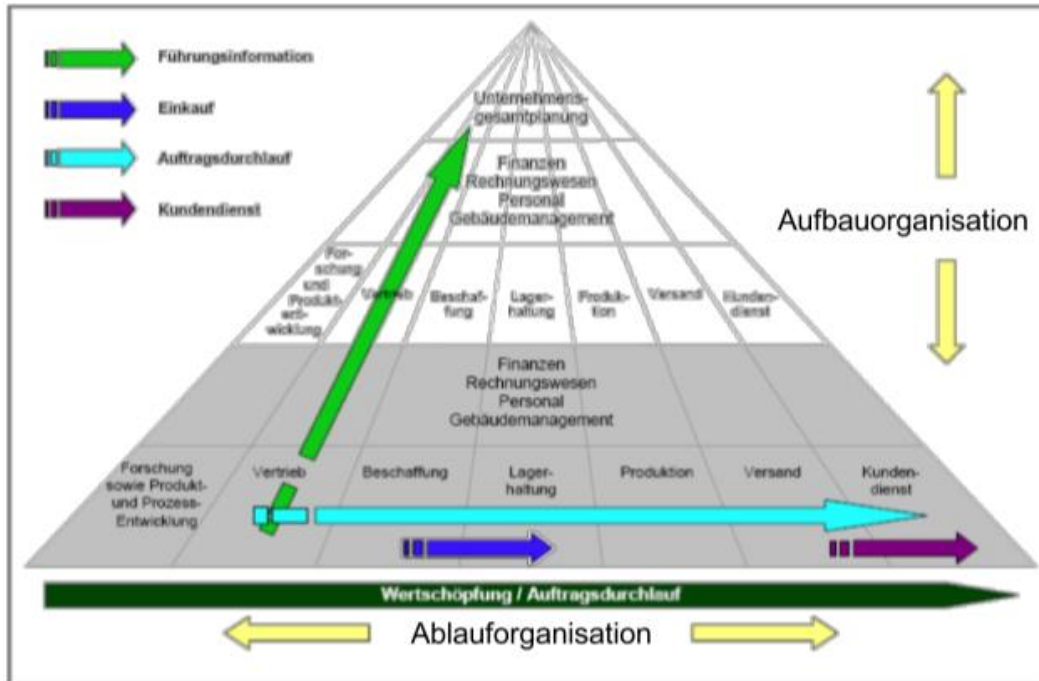 Führungsinformation
Einkauf
Auftragsdurchlauf
Kundendienst
Unternehmens-
gesamtplanung
Finanzen
Rechnungswesen
Personal
Gebäudemanagement
Aufbauorganisation
For-
schung
und
Produkt-
ent-
wicklung
Vertrieb
Beschaf-
fung
Lager-
haltung
Produk-
tion
Versand
Kunden-
dienst
Finanzen
Rechnungswesen
Personal
Gebäudemanagement
Forschung
sowie Produkt-
und Prozess-
Entwicklung
Vertrieb
Beschaffung
Lager-
haltung
Produktion
Versand
Kunden-
dienst
Wertschöpfung / Auftragsdurchlauf
Ablauforganisation